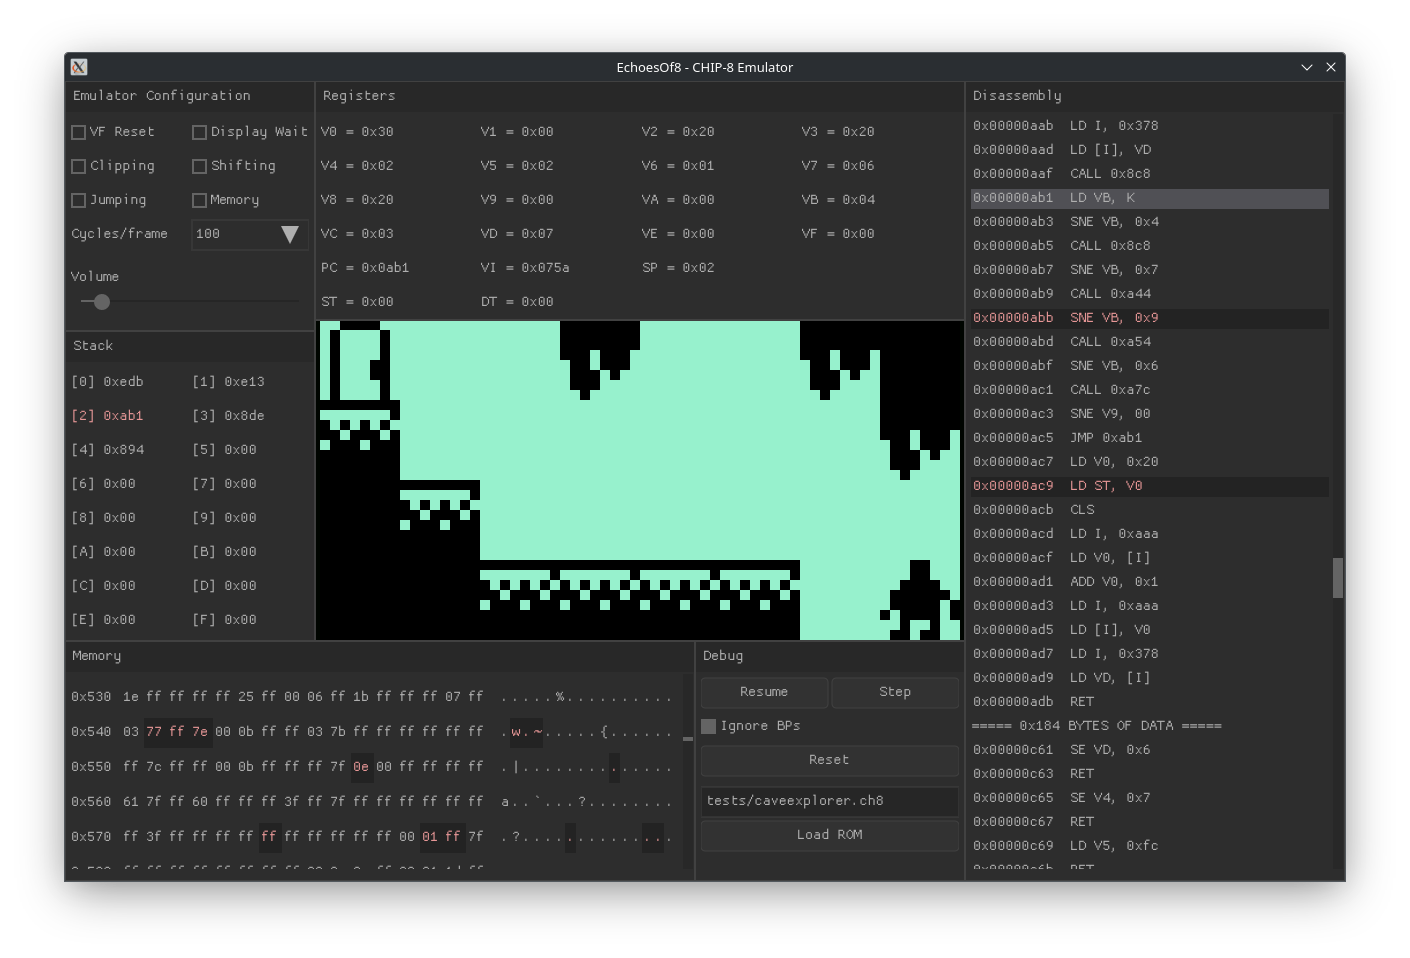 EchoesOf8 - CHIP-8 Emulator
Emulator Configuration
VF Reset Display Wait
Clipping Shifting
Jumping Memory
Cycles/frame 100
Volume
Stack
[0] 0xedb [1] 0xe13
[2] 0xab1 [3] 0x8de
[4] 0x894 [5] 0x00
[6] 0x00 [7] 0x00
[8] 0x00 [9] 0x00
[A] 0x00 [B] 0x00
[C] 0x00 [D] 0x00
[E] 0x00 [F] 0x00
Registers
V0 = 0x30 V1 = 0x00 V2 = 0x20 V3 = 0x20
V4 = 0x02 V5 = 0x02 V6 = 0x01 V7 = 0x06
V8 = 0x20 V9 = 0x00 VA = 0x00 VB = 0x04
VC = 0x03 VD = 0x07 VE = 0x00 VF = 0x00
PC = 0x0ab1 VI = 0x075a SP = 0x02
ST = 0x00 DT = 0x00
Memory
0x530 1e ff ff ff ff 25 ff 00 06 ff 1b ff ff ff 07 ff .....%..........
0x540 03 77 ff 7e 00 0b ff ff 03 7b ff ff ff ff ff ff .w.~.....{......
0x550 ff 7c ff ff 00 0b ff ff ff 7f 0e 00 ff ff ff ff .|..............
0x560 61 7f ff 60 ff ff ff 3f ff 7f ff ff ff ff ff ff a..`...?........
0x570 ff 3f ff ff ff ff ff ff ff ff ff ff 00 01 ff 7f .?..............
Debug
Resume Step
Ignore BPs
Reset
tests/caveexplorer.ch8
Load ROM
Disassembly
0x00000aab LD I, 0x378
0x00000aad LD [I], VD
0x00000aaf CALL 0x8c8
0x00000ab1 LD VB, K
0x00000ab3 SNE VB, 0x4
0x00000ab5 CALL 0x8c8
0x00000ab7 SNE VB, 0x7
0x00000ab9 CALL 0xa44
0x00000abb SNE VB, 0x9
0x00000abd CALL 0xa54
0x00000abf SNE VB, 0x6
0x00000ac1 CALL 0xa7c
0x00000ac3 SNE V9, 00
0x00000ac5 JMP 0xab1
0x00000ac7 LD V0, 0x20
0x00000ac9 LD ST, V0
0x00000acb CLS
0x00000acd LD I, 0xaaa
0x00000acf LD V0, [I]
0x00000ad1 ADD V0, 0x1
0x00000ad3 LD I, 0xaaa
0x00000ad5 LD [I], V0
0x00000ad7 LD I, 0x378
0x00000ad9 LD VD, [I]
0x00000adb RET
===== 0x184 BYTES OF DATA =====
0x00000c61 SE VD, 0x6
0x00000c63 RET
0x00000c65 SE V4, 0x7
0x00000c67 RET
0x00000c69 LD V5, 0xfc
0x00000c6b RET